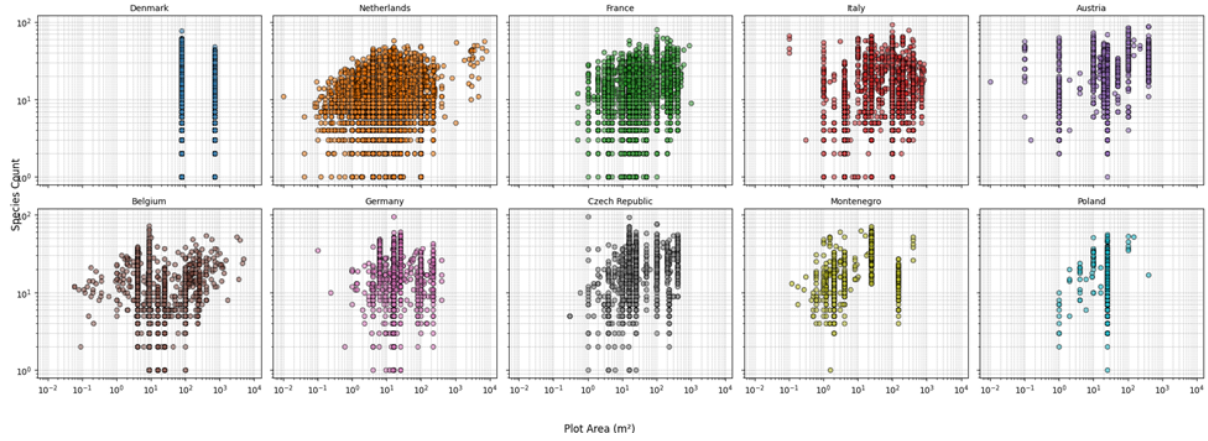 Denmark
Netherlands
France
Italy
Austria
10²
10¹
10⁰
Species Count
Belgium
Germany
Czech Republic
Montenegro
Poland
10²
10¹
10⁰
10⁻² 10⁻¹ 10⁰ 10¹ 10² 10³ 10⁴
10⁻² 10⁻¹ 10⁰ 10¹ 10² 10³ 10⁴
10⁻² 10⁻¹ 10⁰ 10¹ 10² 10³ 10⁴
10⁻² 10⁻¹ 10⁰ 10¹ 10² 10³ 10⁴
10⁻² 10⁻¹ 10⁰ 10¹ 10² 10³ 10⁴
Plot Area (m²)